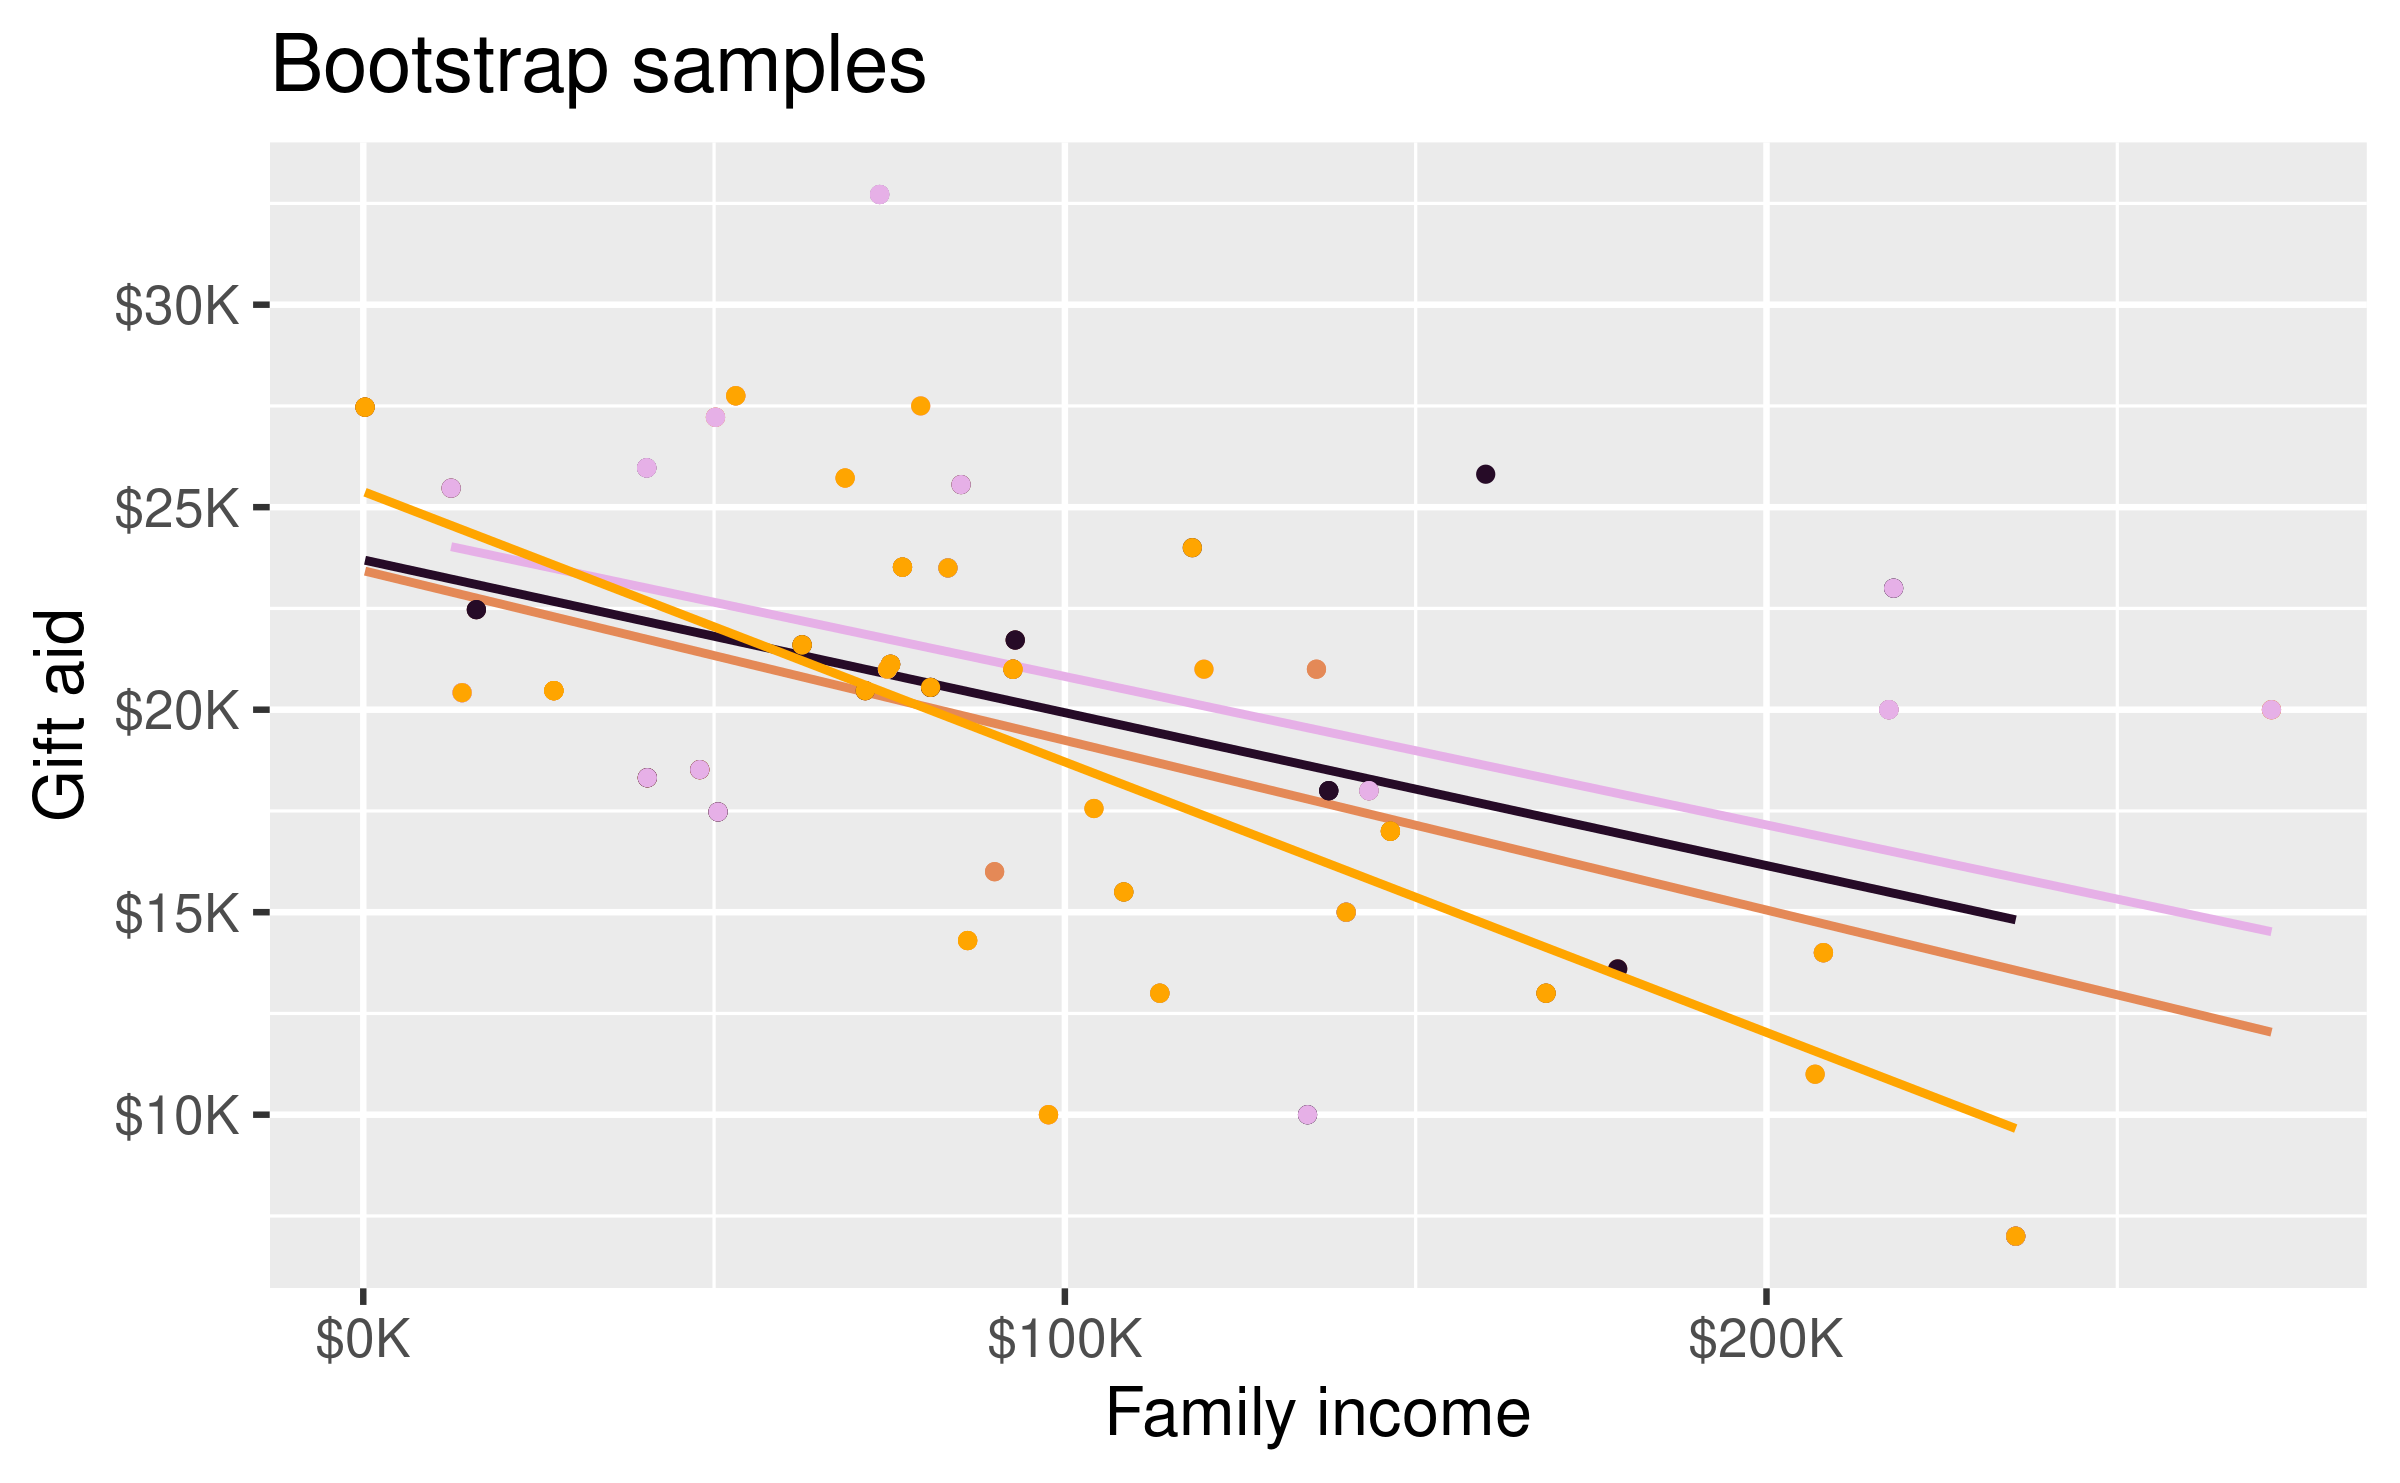 Bootstrap samples
$30K
$25K
$20K
$15K
$10K
Gift aid
$0K
$100K
$200K
Family income